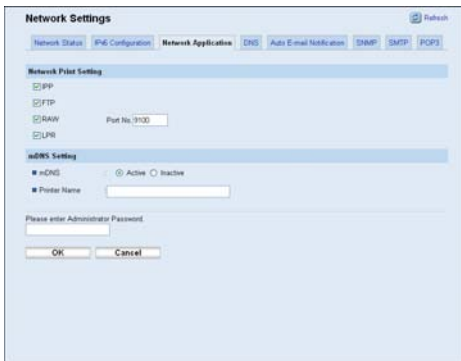 Network Settings
Refresh
Network Status IPv6 Configuration Network Application DNS Auto E-mail Notification SNMP SMTP POP3
Network Print Setting
IPP
FTP
RAW Port No. 9100
LPR
mDNS Setting
mDNS : Active Inactive
Printer Name
Please enter Administrator Password.
OK Cancel